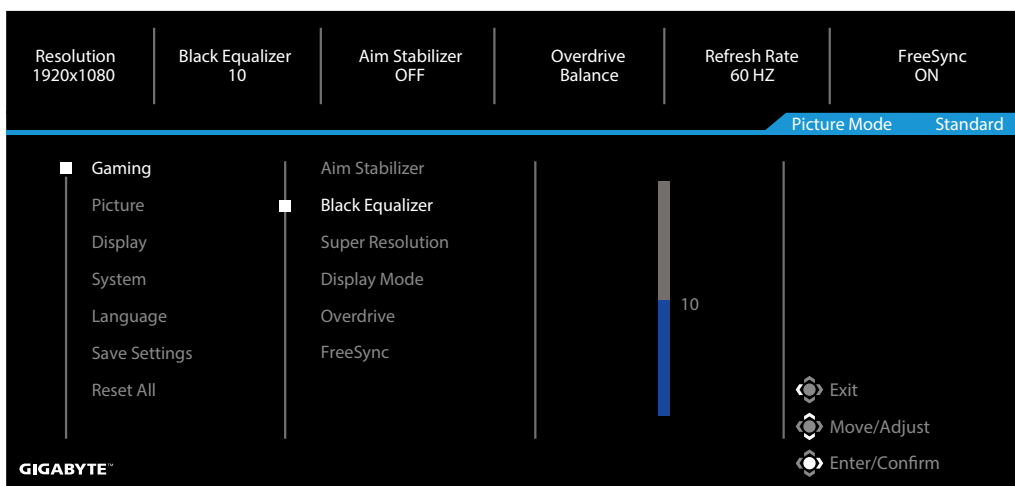 Resolution
1920x1080
Black Equalizer
10
Aim Stabilizer
OFF
Overdrive
Balance
Refresh Rate
60 HZ
FreeSync
ON
Picture Mode Standard
Gaming
Picture
Display
System
Language
Save Settings
Reset All
Aim Stabilizer
Black Equalizer
Super Resolution
Display Mode
Overdrive
FreeSync
10
Exit
Move/Adjust
Enter/Confirm
GIGABYTE™